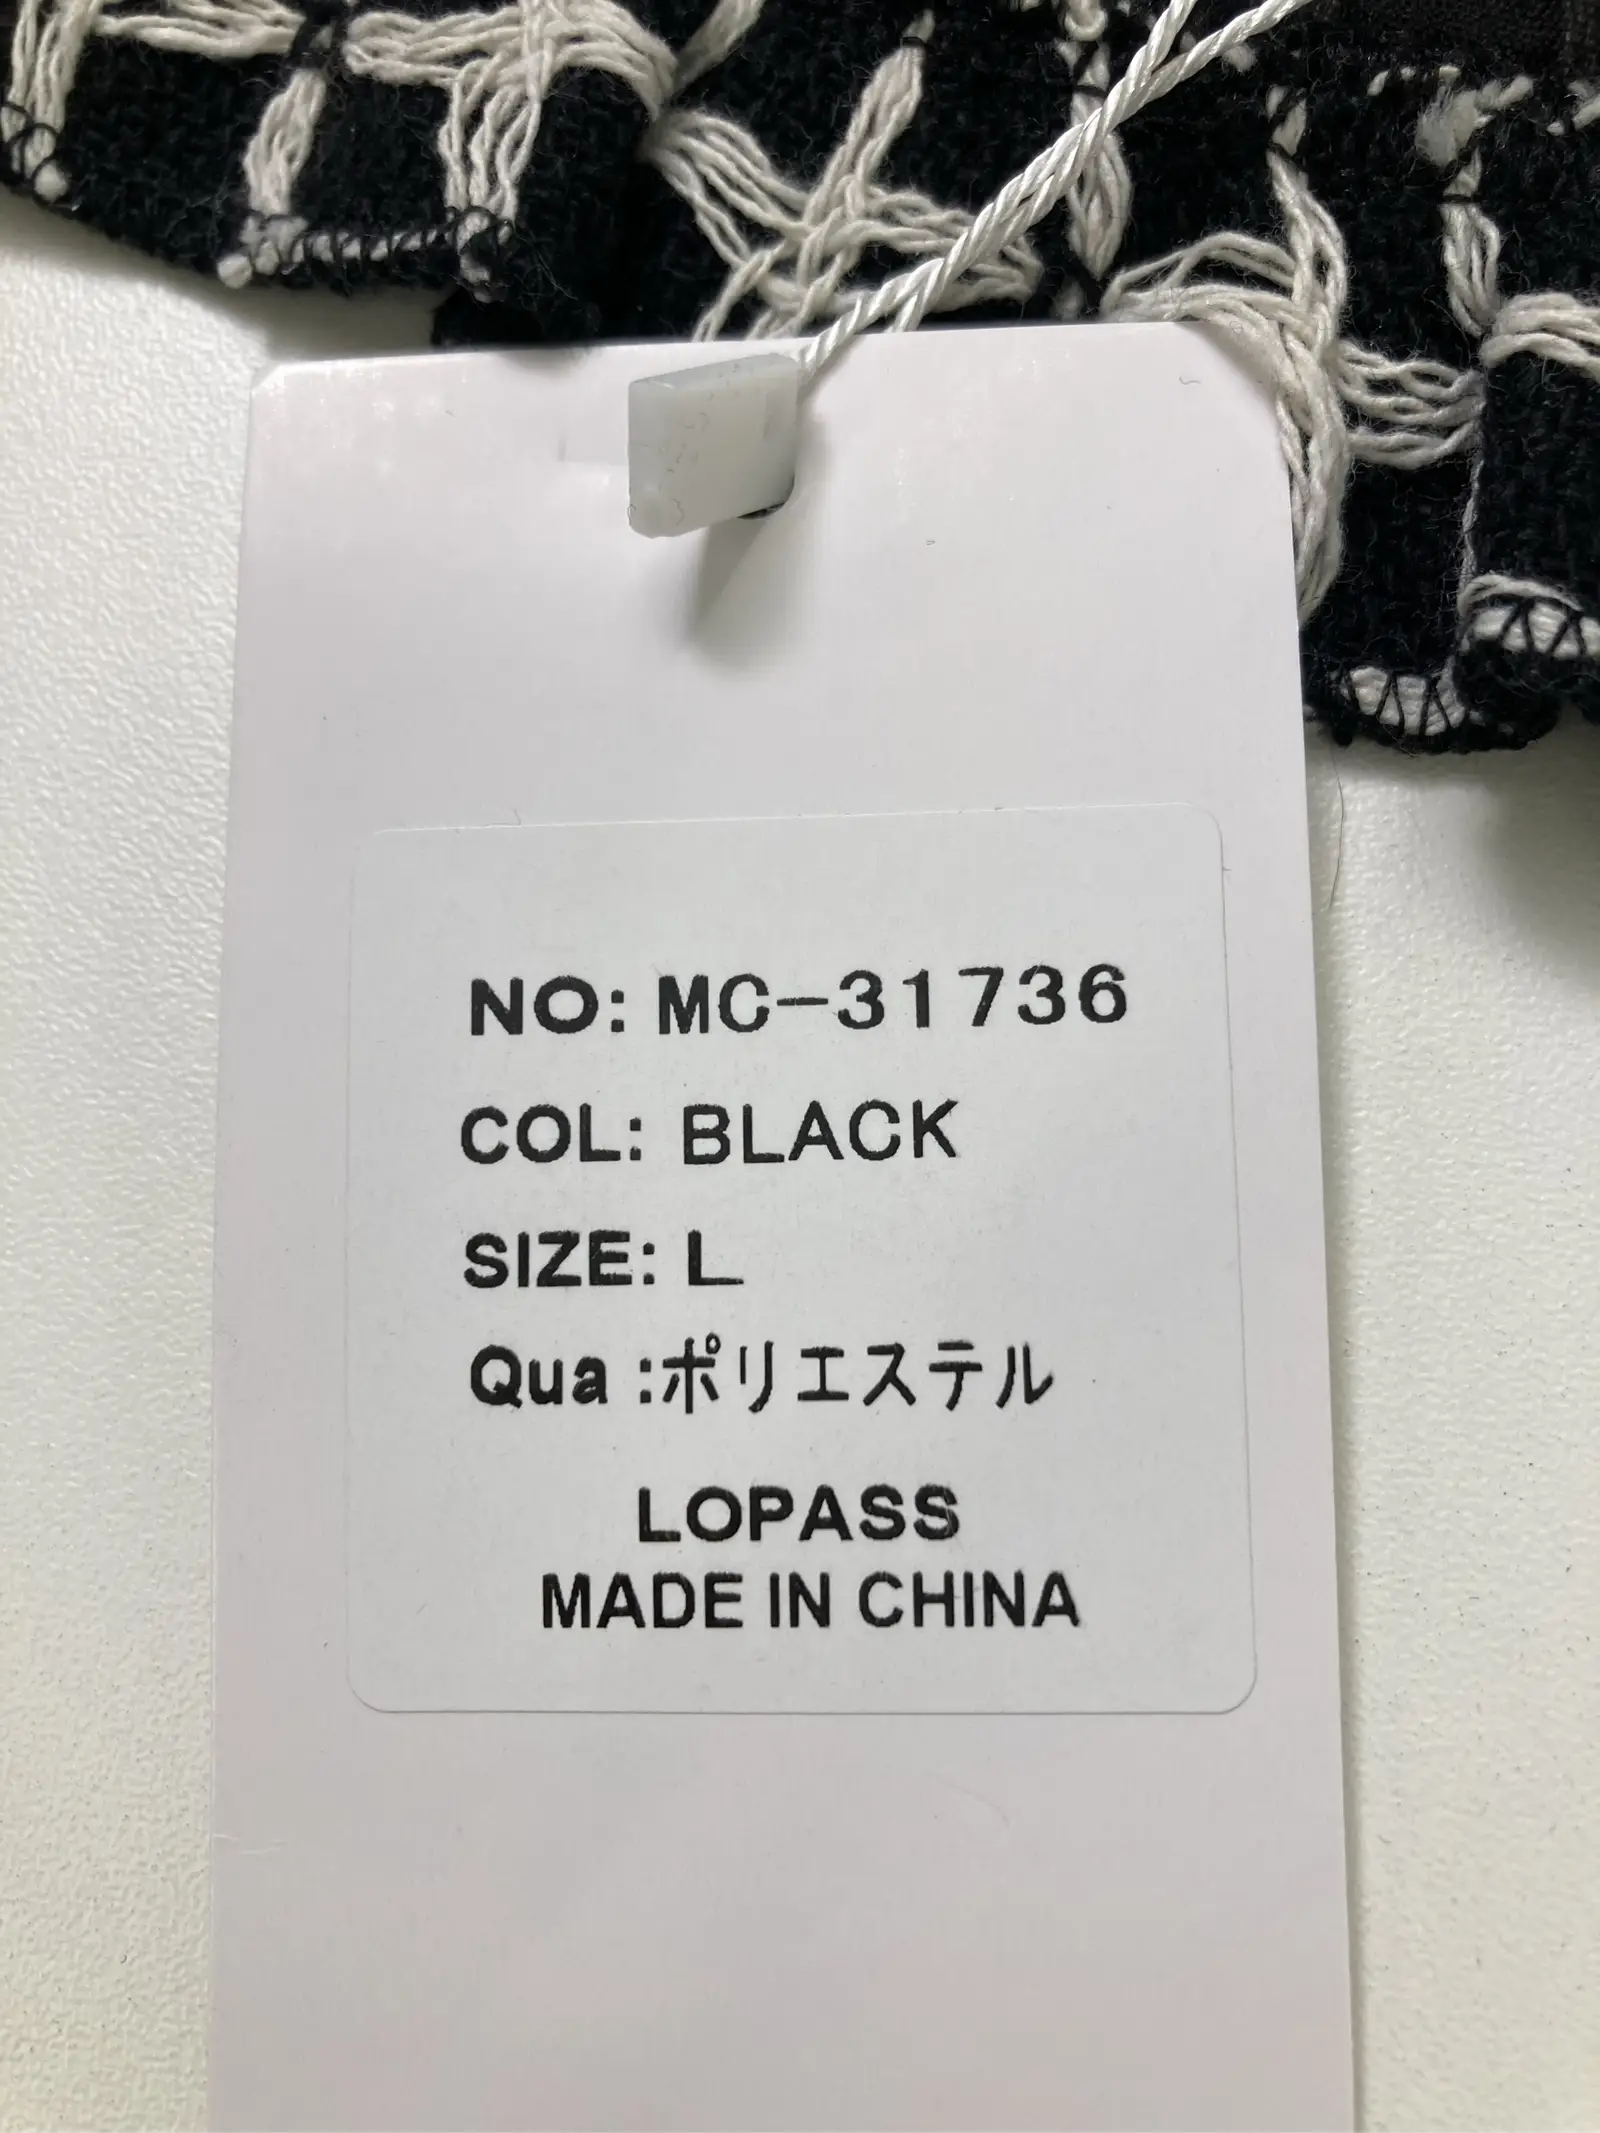 NO: MC-31736
COL: BLACK
SIZE: L
Qua :ポリエステル
LOPASS
MADE IN CHINA